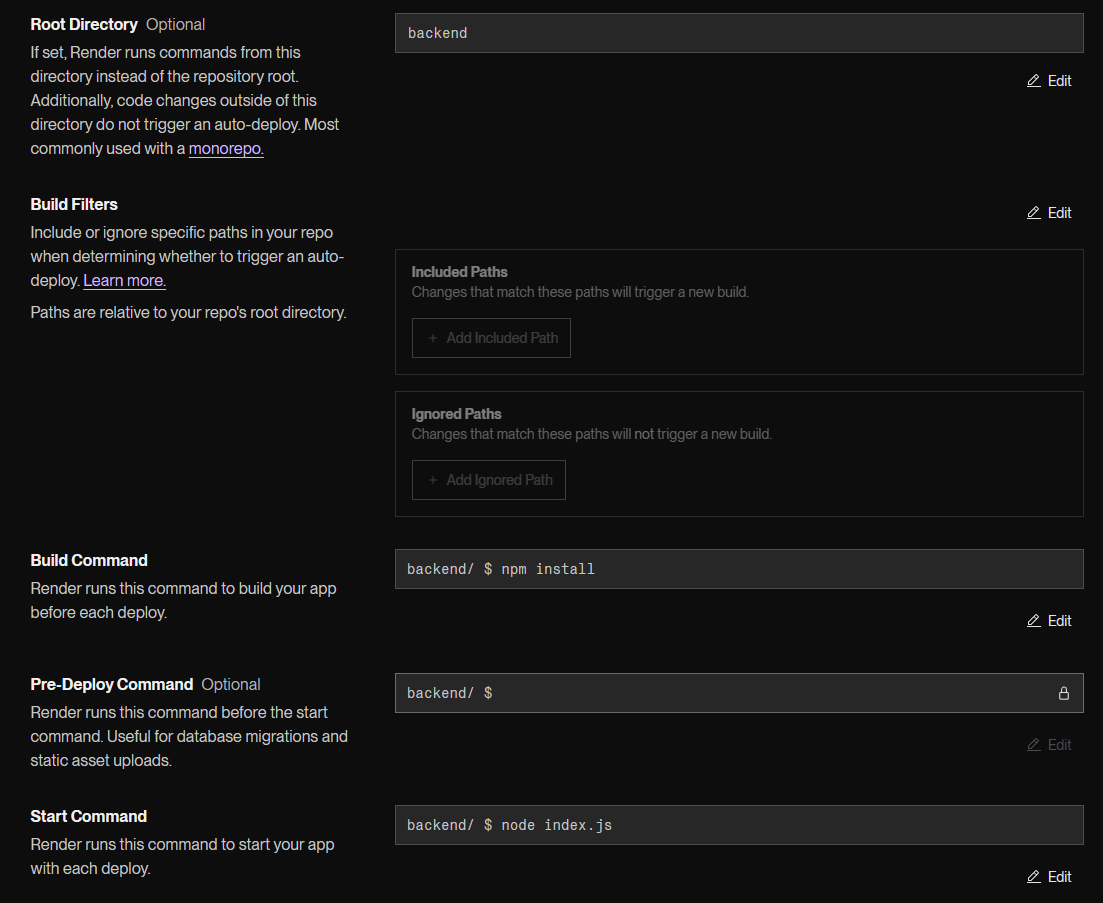 Root Directory Optional
backend
If set, Render runs commands from this
directory instead of the repository root.
Additionally, code changes outside of this
directory do not trigger an auto-deploy. Most
commonly used with a monorepo.
Edit
Build Filters
Edit
Include or ignore specific paths in your repo
when determining whether to trigger an auto-
deploy. Learn more.
Paths are relative to your repo's root directory.
Included Paths
Changes that match these paths will trigger a new build.
+ Add Included Path
Ignored Paths
Changes that match these paths will not trigger a new build.
+ Add Ignored Path
Build Command
Render runs this command to build your app
before each deploy.
backend/ $ npm install
Edit
Pre-Deploy Command Optional
Render runs this command before the start
command. Useful for database migrations and
static asset uploads.
backend/ $
Edit
Start Command
Render runs this command to start your app
with each deploy.
backend/ $ node index.js
Edit